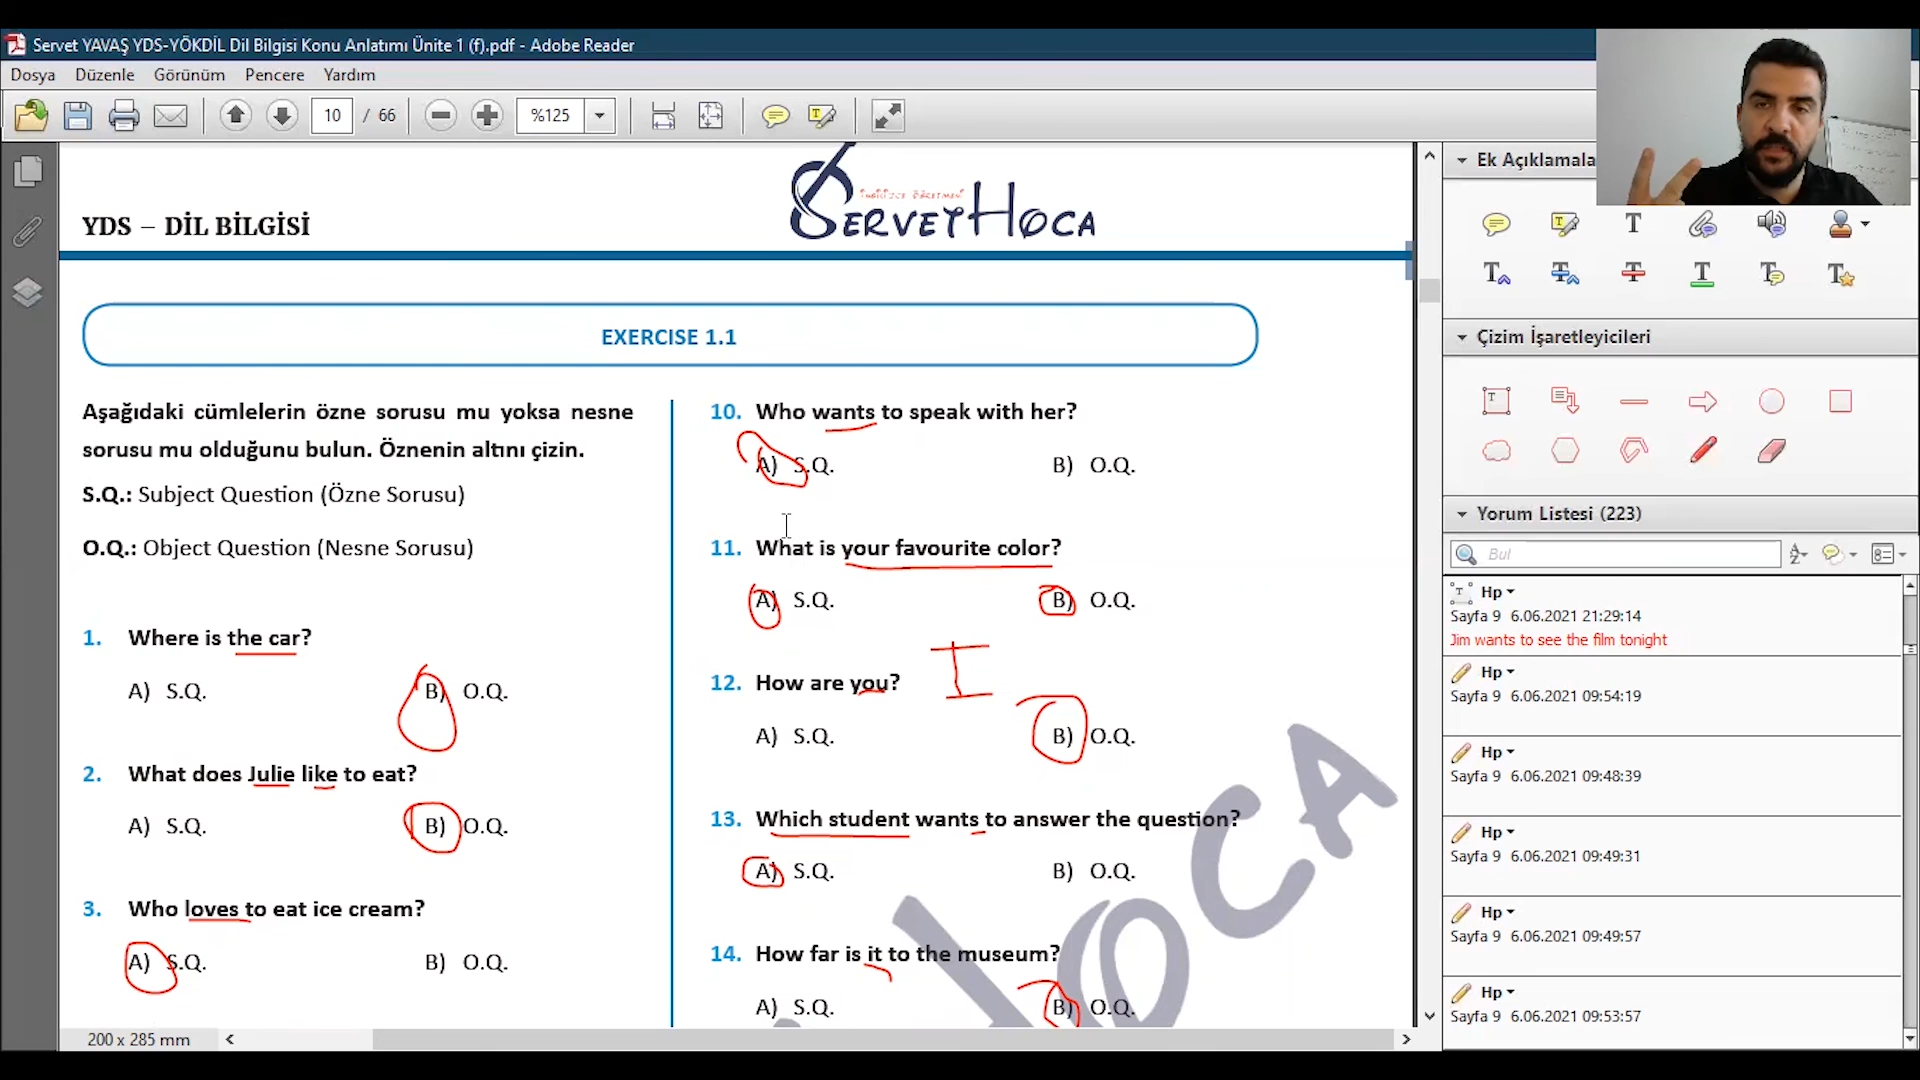 Servet YAVAŞ YDS-YÖKDİL Dil Bilgisi Konu Anlatımı Ünite 1 (f).pdf - Adobe Reader
Dosya Düzenle Görünüm Pencere Yardım
10 / 66 %125
YDS – DİL BİLGİSİ
İngilizce Öğretmeni
SERVET HOCA
EXERCISE 1.1
Aşağıdaki cümlelerin özne sorusu mu yoksa nesne
sorusu mu olduğunu bulun. Öznenin altını çizin.
S.Q.: Subject Question (Özne Sorusu)
O.Q.: Object Question (Nesne Sorusu)
1. Where is the car?
A) S.Q. B) O.Q.
2. What does Julie like to eat?
A) S.Q. B) O.Q.
3. Who loves to eat ice cream?
A) S.Q. B) O.Q.
10. Who wants to speak with her?
A) S.Q. B) O.Q.
11. What is your favourite color?
A) S.Q. B) O.Q.
12. How are you? I
A) S.Q. B) O.Q.
13. Which student wants to answer the question?
A) S.Q. B) O.Q.
14. How far is it to the museum?
A) S.Q. B) O.Q.
HOCA
200 x 285 mm
Ek Açıklamala
Çizim İşaretleyicileri
Yorum Listesi (223)
Bul
Hp
Sayfa 9 6.06.2021 21:29:14
Jim wants to see the film tonight
Hp
Sayfa 9 6.06.2021 09:54:19
Hp
Sayfa 9 6.06.2021 09:48:39
Hp
Sayfa 9 6.06.2021 09:49:31
Hp
Sayfa 9 6.06.2021 09:49:57
Hp
Sayfa 9 6.06.2021 09:53:57